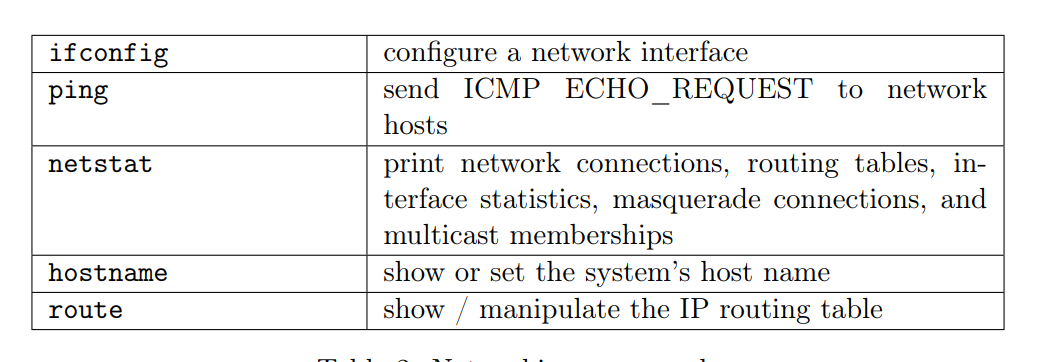 ifconfig configure a network interface
ping send ICMP ECHO_REQUEST to network
hosts
netstat print network connections, routing tables, in-
terface statistics, masquerade connections, and
multicast memberships
hostname show or set the system's host name
route show / manipulate the IP routing table